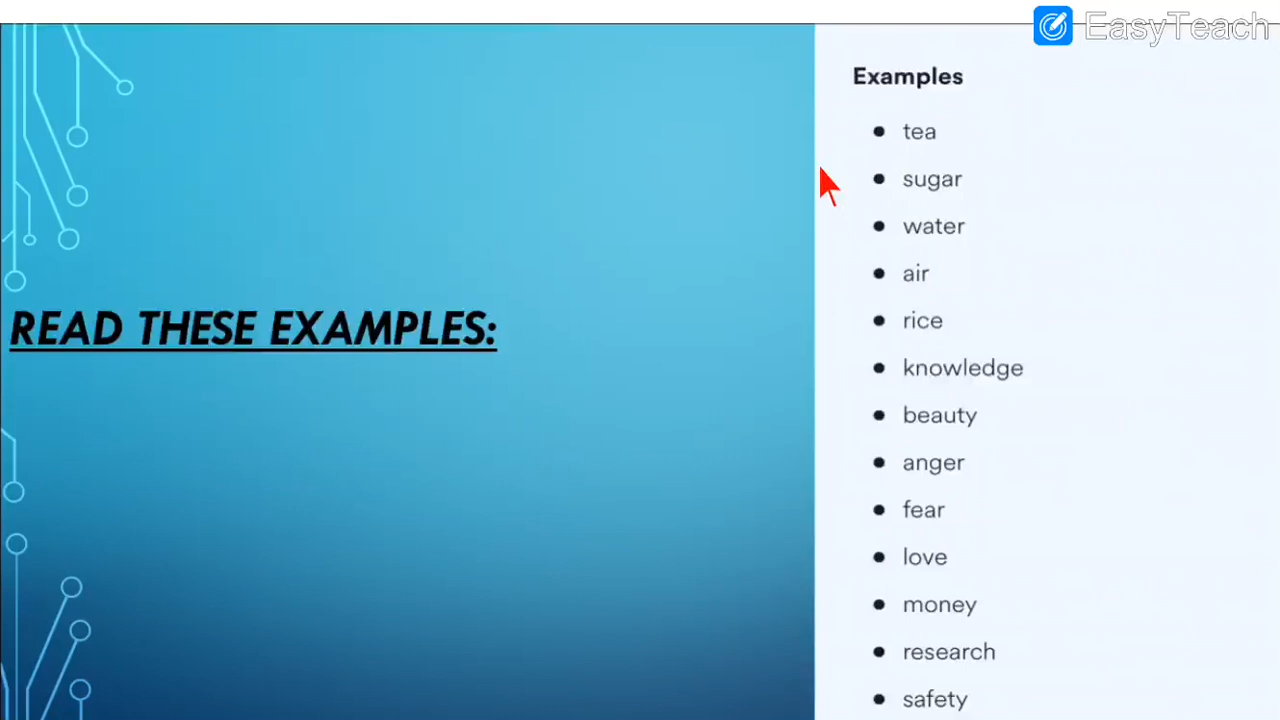 EasyTeach
READ THESE EXAMPLES:
Examples
tea
sugar
water
air
rice
knowledge
beauty
anger
fear
love
money
research
safety